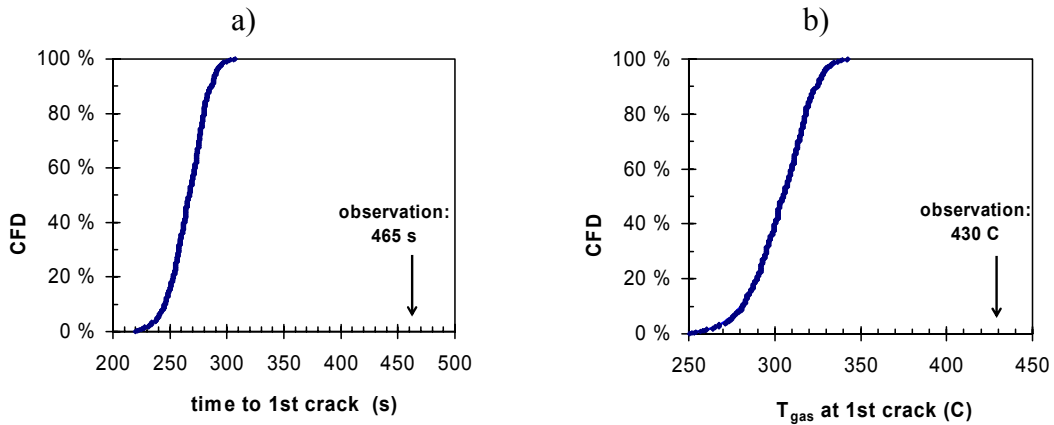 a)
100 %
80 %
60 %
40 %
20 %
0 %
CFD
observation:
465 s
200 250 300 350 400 450 500
time to 1st crack (s)
b)
100 %
80 %
60 %
40 %
20 %
0 %
CFD
observation:
430 C
250 300 350 400 450
Tgas at 1st crack (C)